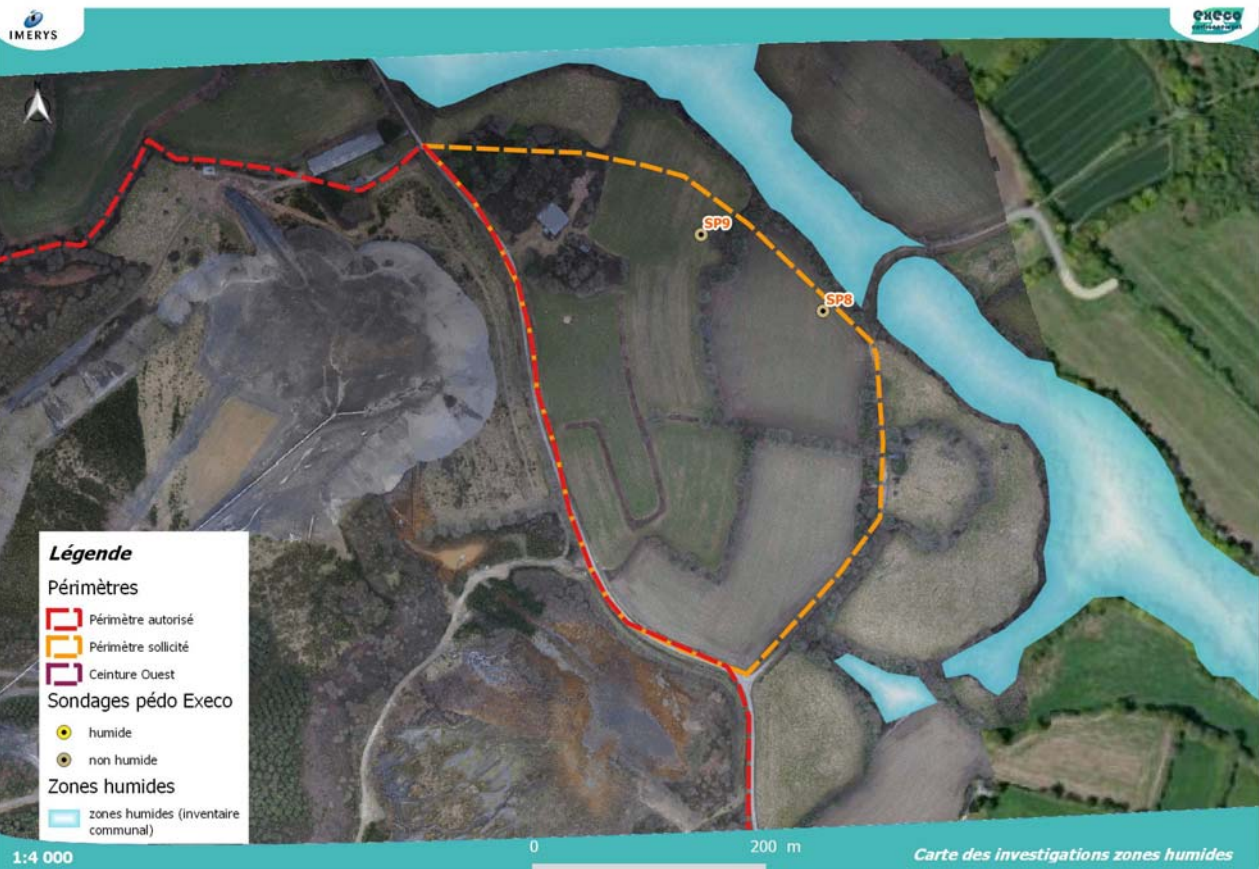 IMERYS
execo
environnement
SP9
SP8
Légende
Périmètres
Périmètre autorisé
Périmètre sollicité
Ceinture Ouest
Sondages pédo Execo
humide
non humide
Zones humides
zones humides (inventaire
communal)
1:4 000
0 200 m
Carte des investigations zones humides